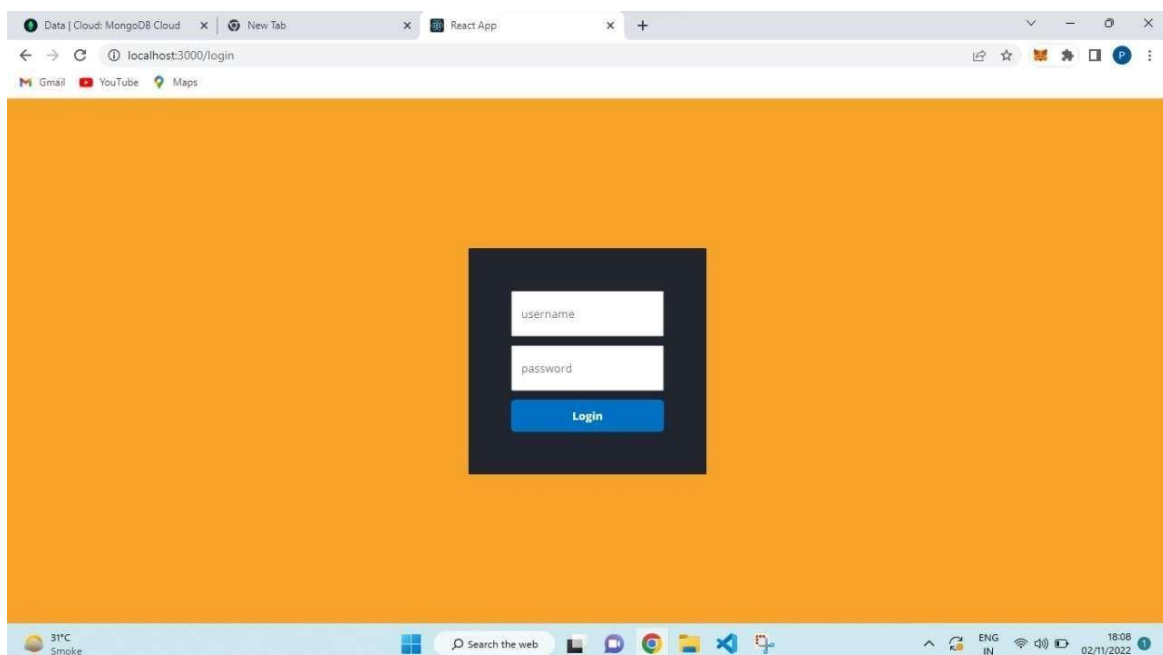 Data | Cloud: MongoDB Cloud
New Tab
React App
localhost:3000/login
P
Gmail
YouTube
Maps
username
password
Login
31°C
Smoke
Search the web
ENG
IN
18:08
02/11/2022
1